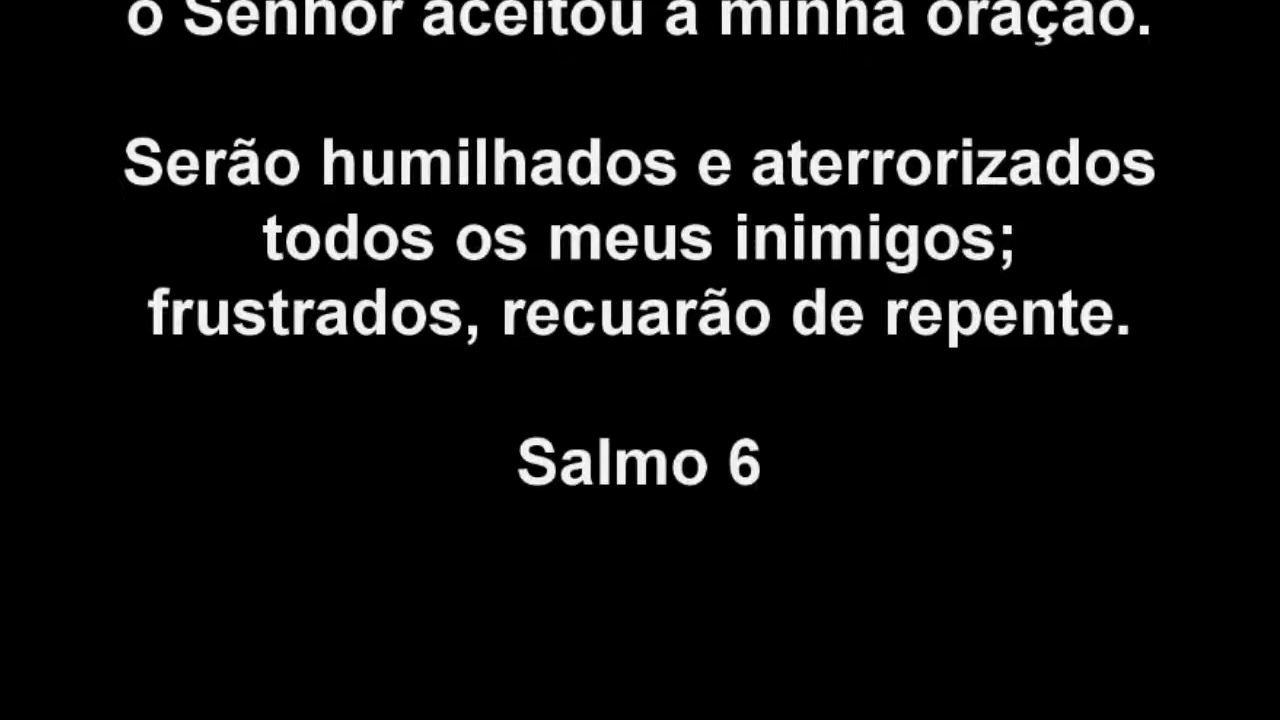 o Senhor aceitou a minha oração.
Serão humilhados e aterrorizados
todos os meus inimigos;
frustrados, recuarão de repente.
Salmo 6